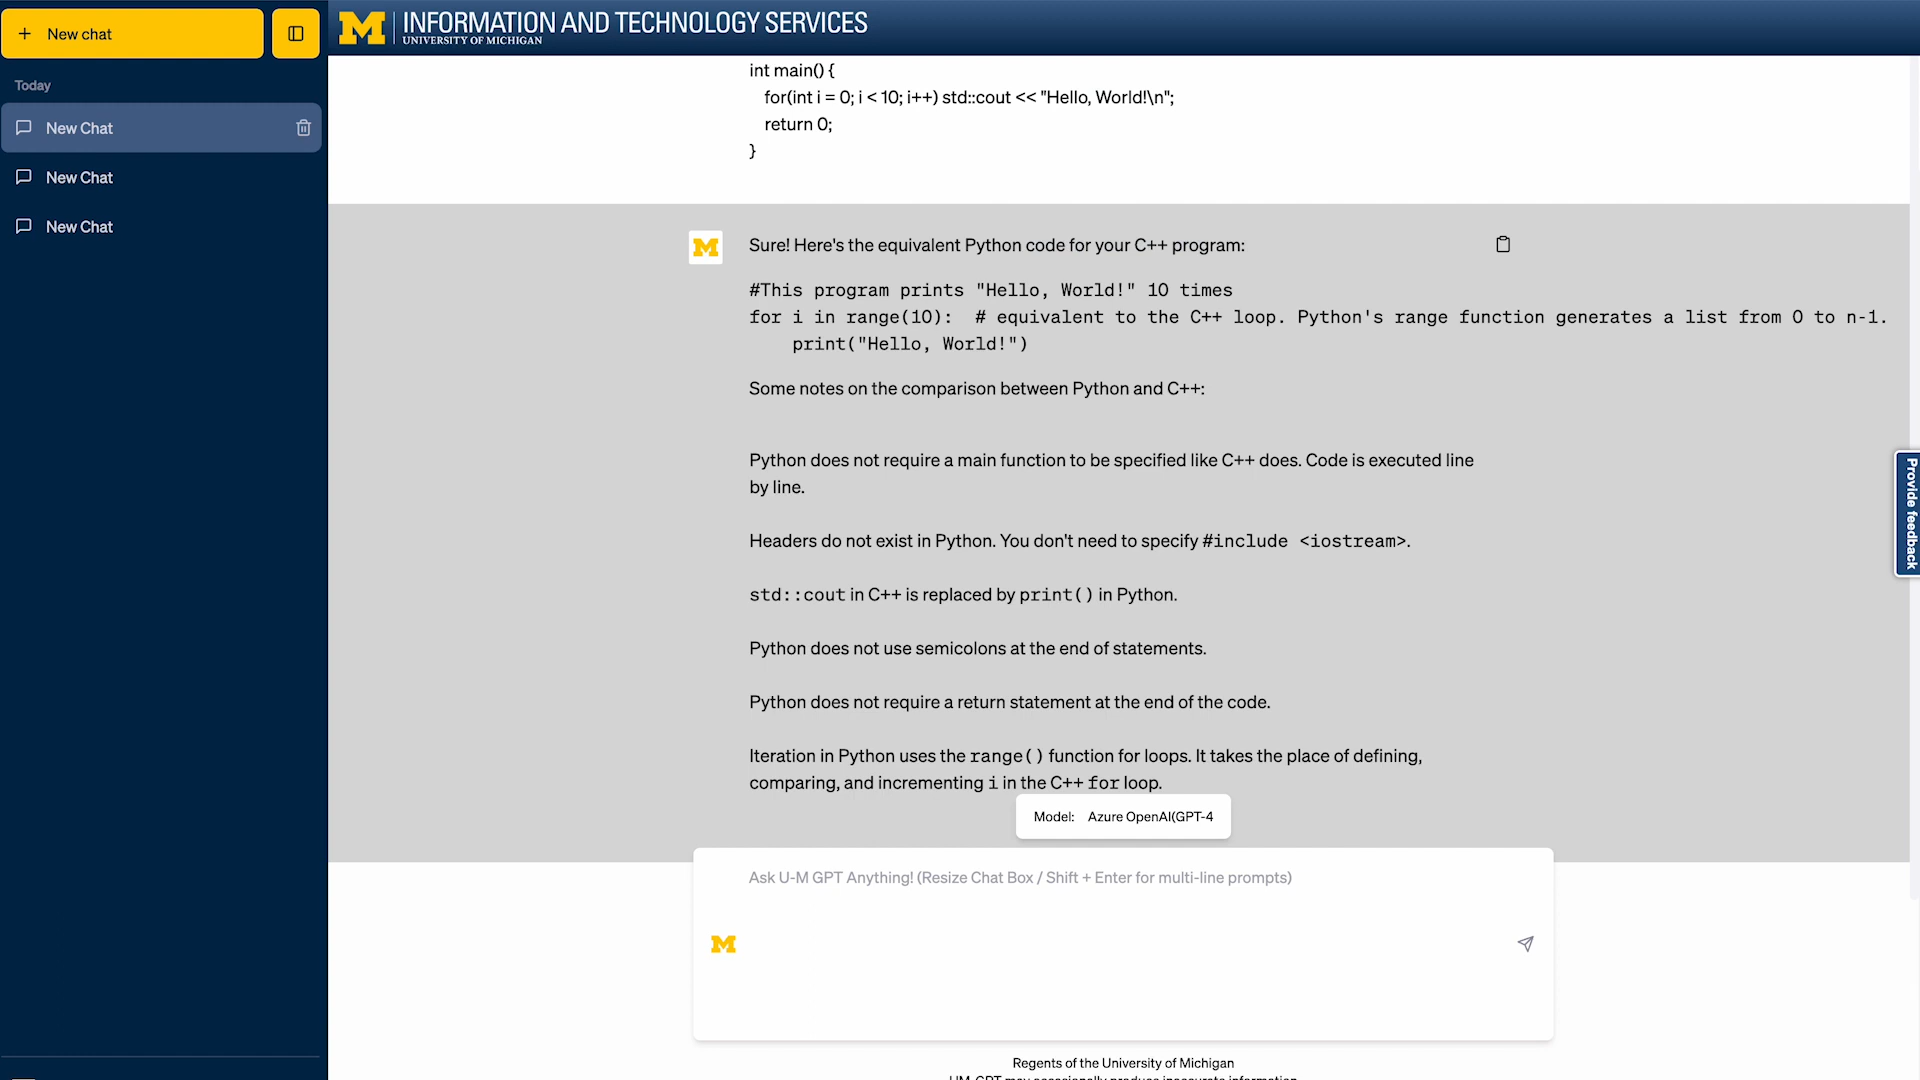 New chat
Today
New Chat
New Chat
New Chat
M INFORMATION AND TECHNOLOGY SERVICES
UNIVERSITY OF MICHIGAN
int main() {
for(int i = 0; i < 10; i++) std::cout << "Hello, World!\n";
return 0;
}
Sure! Here's the equivalent Python code for your C++ program:
#This program prints "Hello, World!" 10 times
for i in range(10):  # equivalent to the C++ loop. Python's range function generates a list from 0 to n-1.
print("Hello, World!")
Some notes on the comparison between Python and C++:
Python does not require a main function to be specified like C++ does. Code is executed line
by line.
Headers do not exist in Python. You don't need to specify #include <iostream>.
std::cout in C++ is replaced by print() in Python.
Python does not use semicolons at the end of statements.
Python does not require a return statement at the end of the code.
Iteration in Python uses the range() function for loops. It takes the place of defining,
comparing, and incrementing i in the C++ for loop.
Model: Azure OpenAI(GPT-4
Ask U-M GPT Anything! (Resize Chat Box / Shift + Enter for multi-line prompts)
Provide feedback
Regents of the University of Michigan
UM-GPT may occasionally produce inaccurate information